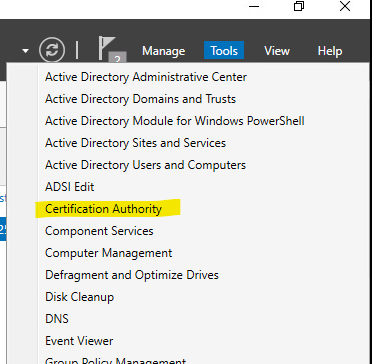 2
Manage Tools View Help
Active Directory Administrative Center
Active Directory Domains and Trusts
Active Directory Module for Windows PowerShell
Active Directory Sites and Services
Active Directory Users and Computers
ADSI Edit
Certification Authority
Component Services
Computer Management
Defragment and Optimize Drives
Disk Cleanup
DNS
Event Viewer
Group Policy Management